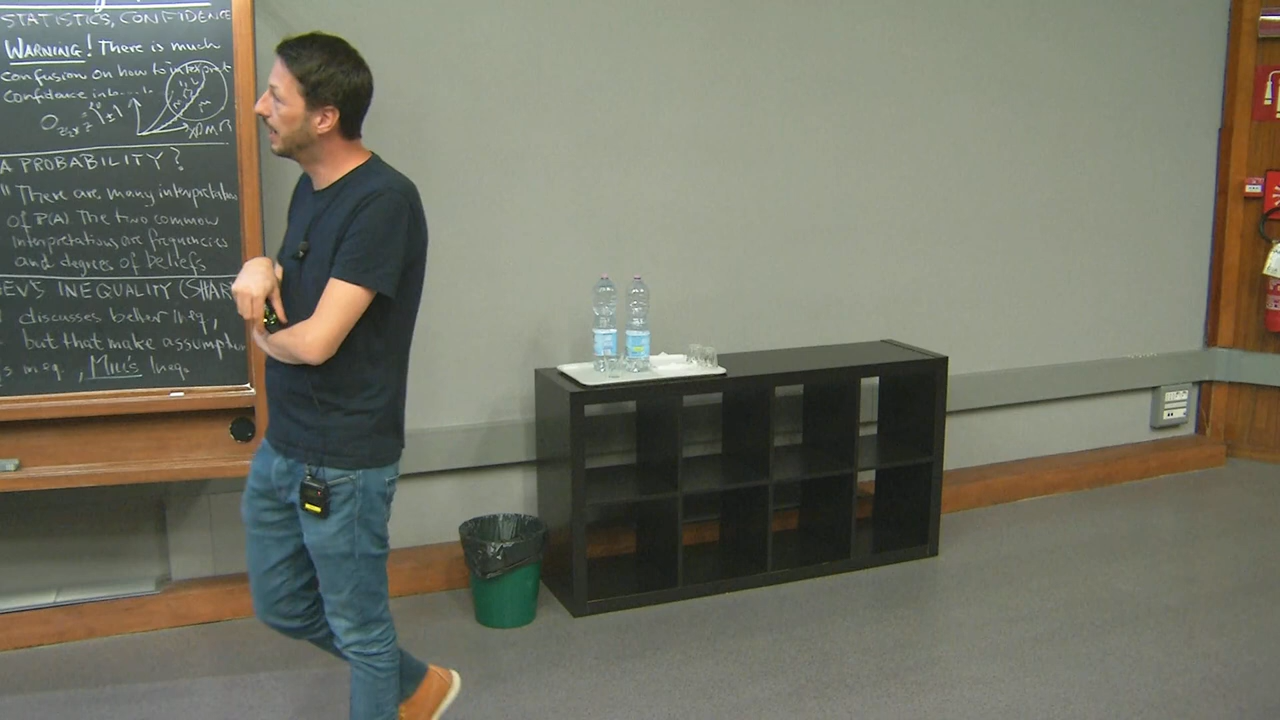 STATISTICS, CONFIDENCE
WARNING! There is much
confusion on how to interpret
Confidence
A PROBABILITY?
"There are many interpretations
of P(A) The two common
interpretations are frequencies
and degrees of beliefs
EV'S INEQUALITY (SHAR
discusses better ineq,
but that make assumption
ineq., Mill's Ineq.